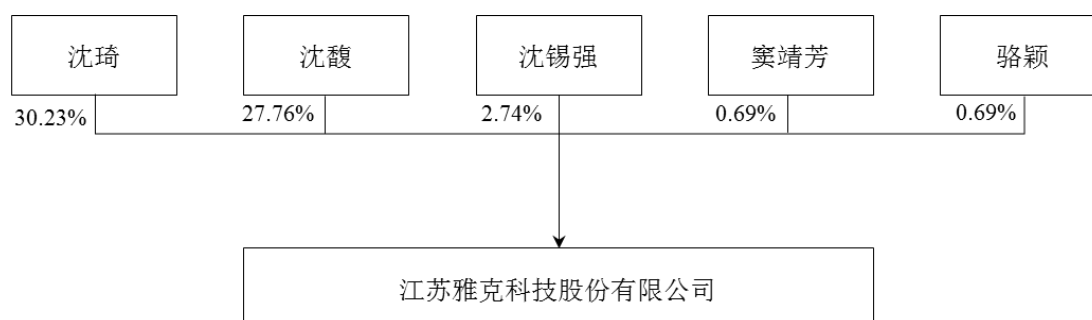 沈琦
沈馥
沈锡强
窦靖芳
骆颖
30.23%
27.76%
2.74%
0.69%
0.69%
江苏雅克科技股份有限公司